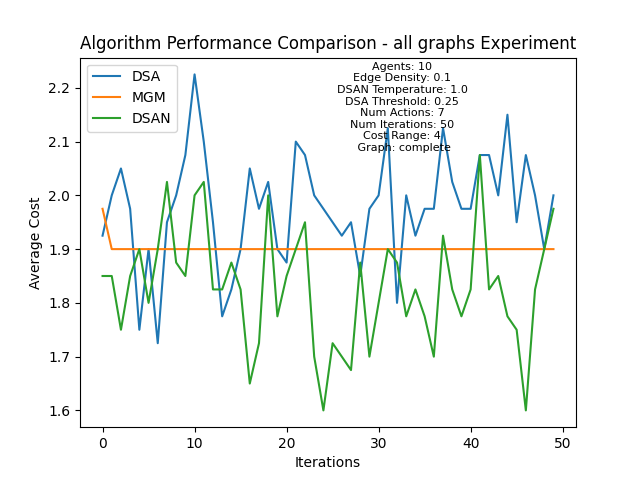 Algorithm Performance Comparison - all graphs Experiment
DSA
MGM
DSAN
Agents: 10
Edge Density: 0.1
DSAN Temperature: 1.0
DSA Threshold: 0.25
Num Actions: 7
Num Iterations: 50
Cost Range: 4
Graph: complete
2.2
2.1
2.0
1.9
1.8
1.7
1.6
Average Cost
0
10
20
30
40
50
Iterations